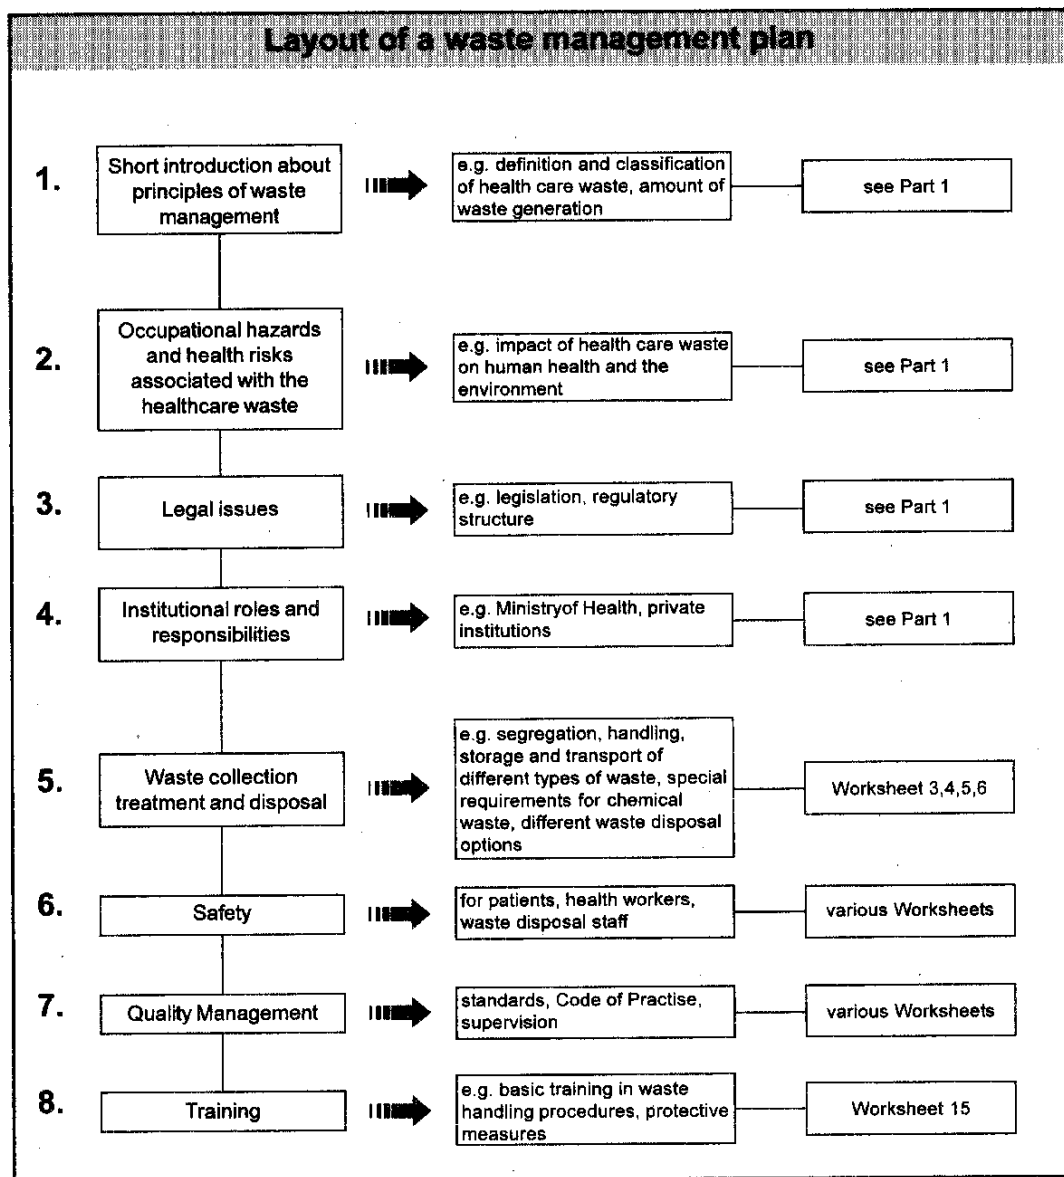 Layout of a waste management plan
1.
Short introduction about
principles of waste
management
e.g. definition and classification
of health care waste, amount of
waste generation
see Part 1
2.
Occupational hazards
and health risks
associated with the
healthcare waste
e.g. impact of health care waste
on human health and the
environment
see Part 1
3.
Legal issues
e.g. legislation, regulatory
structure
see Part 1
4.
Institutional roles and
responsibilities
e.g. Ministryof Health, private
institutions
see Part 1
5.
Waste collection
treatment and disposal
e.g. segregation, handling,
storage and transport of
different types of waste, special
requirements for chemical
waste, different waste disposal
options
Worksheet 3,4,5,6
6.
Safety
for patients, health workers,
waste disposal staff
various Worksheets
7.
Quality Management
standards, Code of Practise,
supervision
various Worksheets
8.
Training
e.g. basic training in waste
handling procedures, protective
measures
Worksheet 15